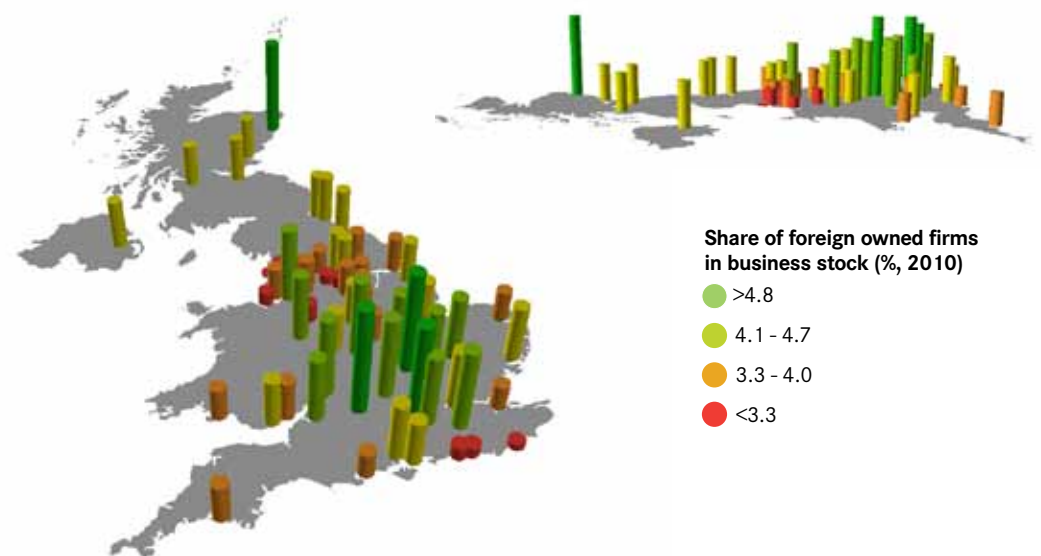 Share of foreign owned firms
in business stock (%, 2010)
>4.8
4.1 - 4.7
3.3 - 4.0
<3.3